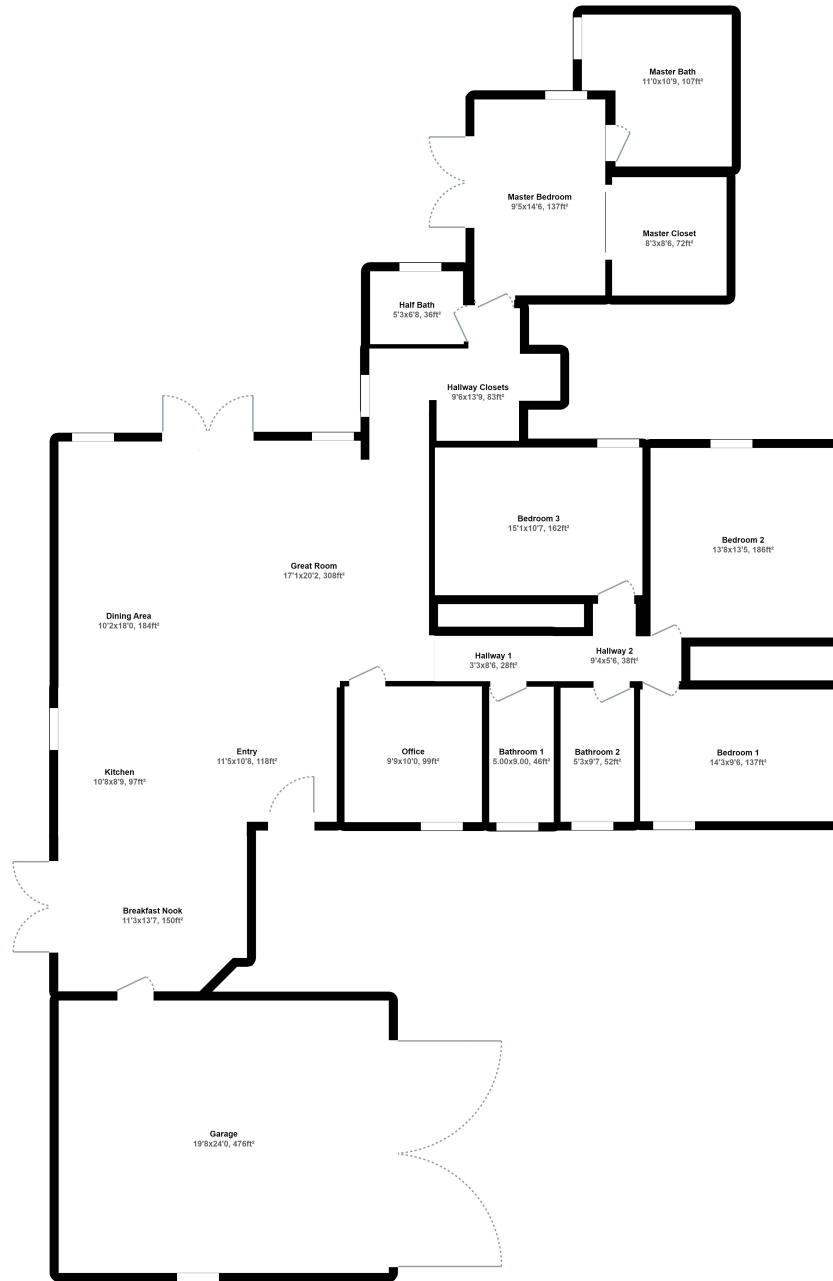 Master Bath
11'0x10'9, 107ft²
Master Bedroom
9'5x14'6, 137ft²
Master Closet
8'3x8'6, 72ft²
Half Bath
5'3x6'8, 36ft²
Hallway Closets
9'6x13'9, 83ft²
Bedroom 3
15'1x10'7, 162ft²
Bedroom 2
13'8x13'5, 186ft²
Great Room
17'1x20'2, 308ft²
Dining Area
10'2x18'0, 184ft²
Hallway 1
3'3x8'6, 28ft²
Hallway 2
9'4x5'6, 38ft²
Kitchen
10'8x8'9, 97ft²
Entry
11'5x10'8, 118ft²
Office
9'9x10'0, 99ft²
Bathroom 1
5.00x9.00, 46ft²
Bathroom 2
5'3x9'7, 52ft²
Bedroom 1
14'3x9'6, 137ft²
Breakfast Nook
11'3x13'7, 150ft²
Garage
19'8x24'0, 476ft²